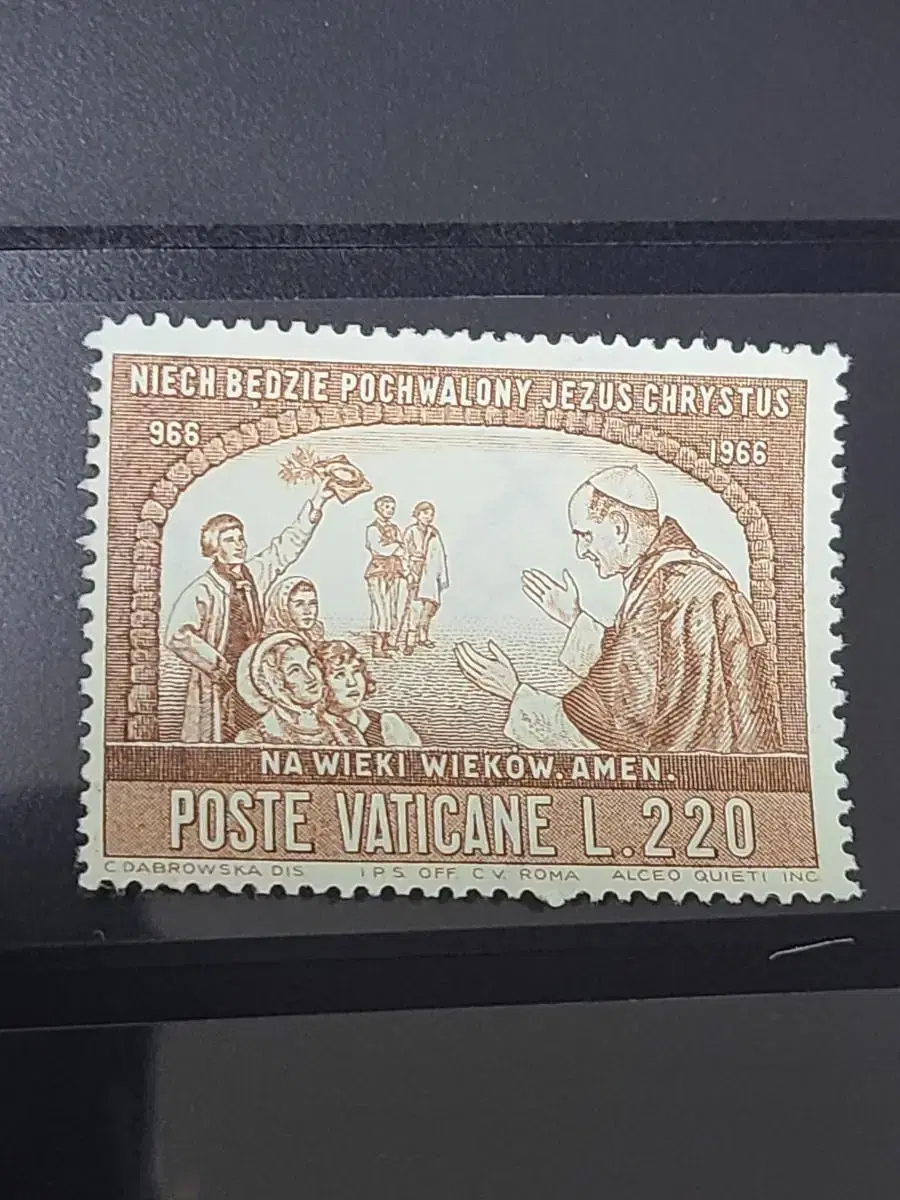 NIECH BĘDZIE POCHWALONY JEZUS CHRYSTUS
966 1966
NA WIEKI WIEKÓW. AMEN.
POSTE VATICANE L.220
C.DABROWSKA DIS. I.P.S. OFF. C.V. ROMA ALCEO QUIETI INC.